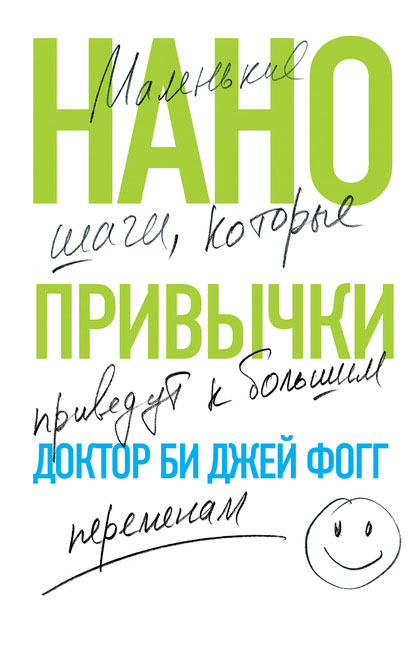 Маленькие
НАНО
шаги, которые
ПРИВЫЧКИ
приведут к большим
ДОКТОР БИ ДЖЕЙ ФОГГ
переменам